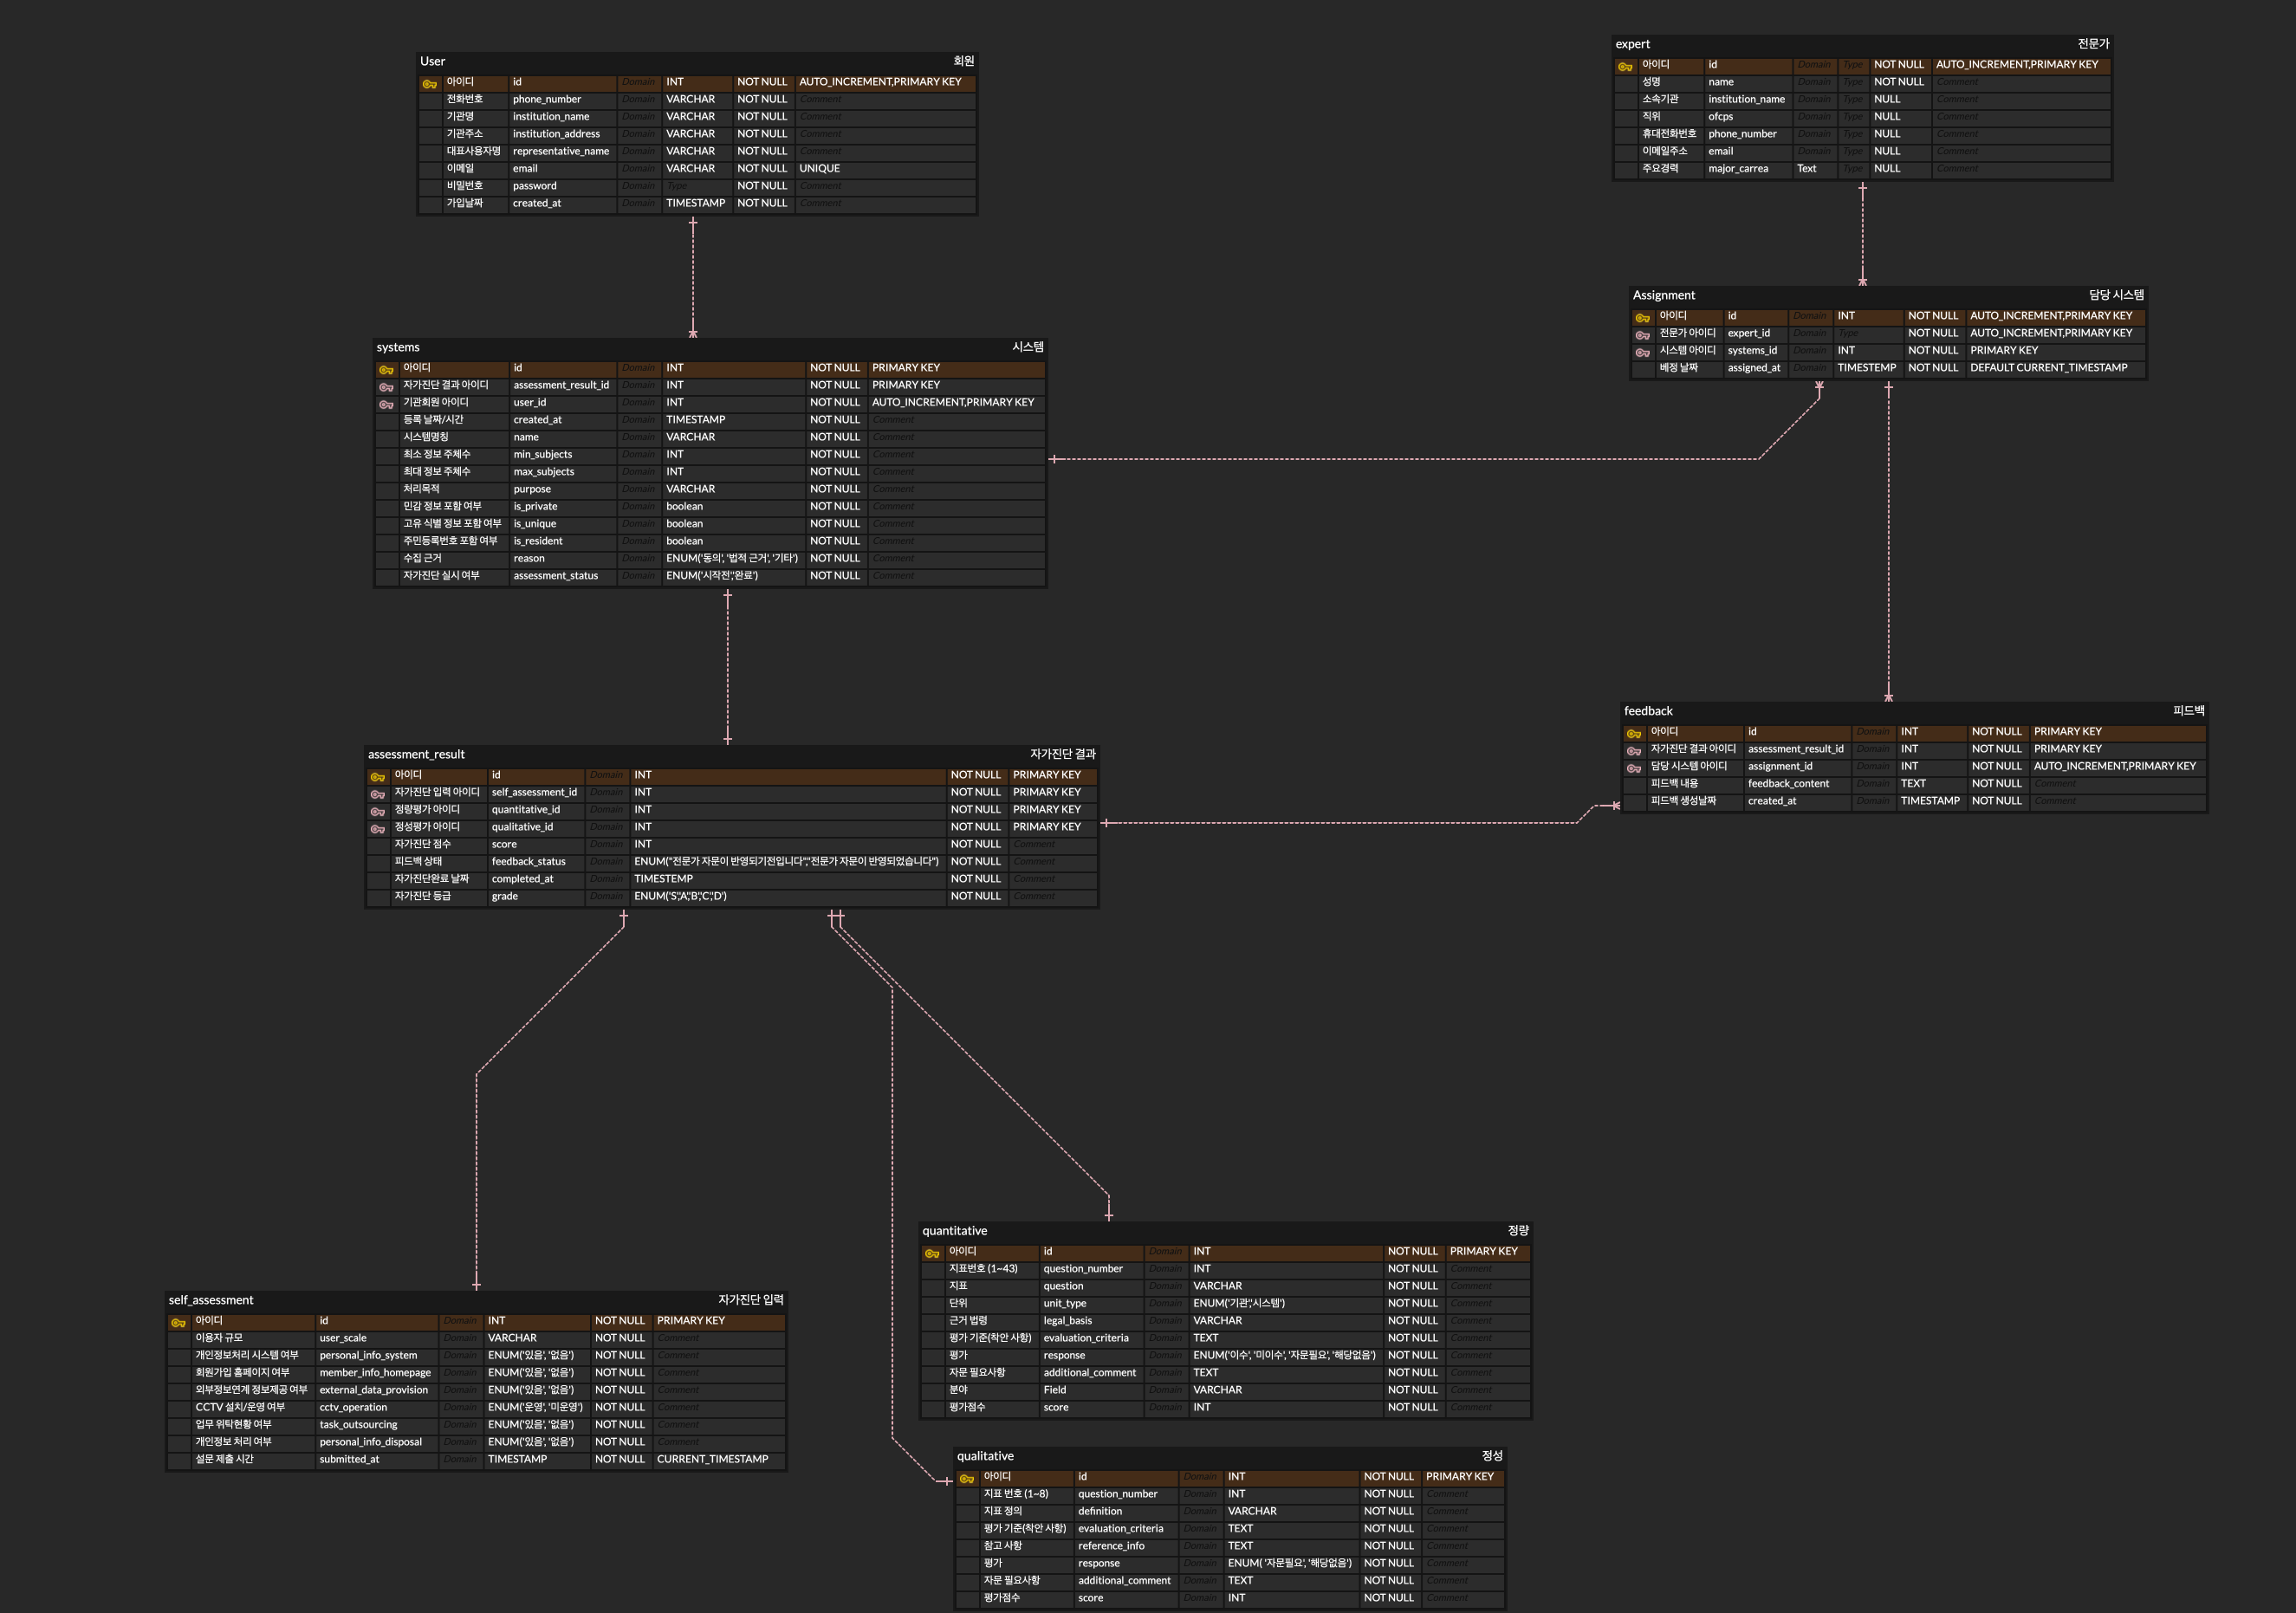 User 회원
아이디 id Domain INT NOT NULL AUTO_INCREMENT,PRIMARY KEY
전화번호 phone_number Domain VARCHAR NOT NULL Comment
기관명 institution_name Domain VARCHAR NOT NULL Comment
기관주소 institution_address Domain VARCHAR NOT NULL Comment
대표사용자명 representative_name Domain VARCHAR NOT NULL Comment
이메일 email Domain VARCHAR NOT NULL UNIQUE
비밀번호 password Domain Type NOT NULL Comment
가입날짜 created_at Domain TIMESTAMP NOT NULL Comment
expert 전문가
아이디 id Domain Type NOT NULL AUTO_INCREMENT,PRIMARY KEY
성명 name Domain Type NOT NULL Comment
소속기관 institution_name Domain Type NULL Comment
직위 ofcps Domain Type NULL Comment
휴대전화번호 phone_number Domain Type NULL Comment
이메일주소 email Domain Type NULL Comment
주요경력 major_carrea Text Type NULL Comment
Assignment 담당 시스템
아이디 id Domain INT NOT NULL AUTO_INCREMENT,PRIMARY KEY
전문가 아이디 expert_id Domain Type NOT NULL AUTO_INCREMENT,PRIMARY KEY
시스템 아이디 systems_id Domain INT NOT NULL PRIMARY KEY
베정 날짜 assigned_at Domain TIMESTEMP NOT NULL DEFAULT CURRENT_TIMESTAMP
systems 시스템
아이디 id Domain INT NOT NULL PRIMARY KEY
자가진단 결과 아이디 assessment_result_id Domain INT NOT NULL PRIMARY KEY
기관회원 아이디 user_id Domain INT NOT NULL AUTO_INCREMENT,PRIMARY KEY
등록 날짜/시간 created_at Domain TIMESTAMP NOT NULL Comment
시스템명칭 name Domain VARCHAR NOT NULL Comment
최소 정보 주체수 min_subjects Domain INT NOT NULL Comment
최대 정보 주체수 max_subjects Domain INT NOT NULL Comment
처리목적 purpose Domain VARCHAR NOT NULL Comment
민감 정보 포함 여부 is_private Domain boolean NOT NULL Comment
고유 식별 정보 포함 여부 is_unique Domain boolean NOT NULL Comment
주민등록번호 포함 여부 is_resident Domain boolean NOT NULL Comment
수집 근거 reason Domain ENUM('동의', '법적 근거', '기타') NOT NULL Comment
자가진단 실시 여부 assessment_status Domain ENUM('시작전','완료') NOT NULL Comment
feedback 피드백
아이디 id Domain INT NOT NULL PRIMARY KEY
자가진단 결과 아이디 assessment_result_id Domain INT NOT NULL PRIMARY KEY
담당 시스템 아이디 assignment_id Domain INT NOT NULL AUTO_INCREMENT,PRIMARY KEY
피드백 내용 feedback_content Domain TEXT NOT NULL Comment
피드백 생성날짜 created_at Domain TIMESTAMP NOT NULL Comment
assessment_result 자가진단 결과
아이디 id Domain INT NOT NULL PRIMARY KEY
자가진단 입력 아이디 self_assessment_id Domain INT NOT NULL PRIMARY KEY
정량평가 아이디 quantitative_id Domain INT NOT NULL PRIMARY KEY
정성평가 아이디 qualitative_id Domain INT NOT NULL PRIMARY KEY
자가진단 점수 score Domain INT NOT NULL Comment
피드백 상태 feedback_status Domain ENUM("전문가 자문이 반영되기전입니다","전문가 자문이 반영되었습니다") NOT NULL Comment
자가진단완료 날짜 completed_at Domain TIMESTEMP NOT NULL Comment
자가진단 등급 grade Domain ENUM('S','A','B','C','D') NOT NULL Comment
quantitative 정량
아이디 id Domain INT NOT NULL PRIMARY KEY
지표번호 (1~43) question_number Domain INT NOT NULL Comment
지표 question Domain VARCHAR NOT NULL Comment
단위 unit_type Domain ENUM('기관','시스템') NOT NULL Comment
근거 법령 legal_basis Domain VARCHAR NOT NULL Comment
평가 기준(착안 사항) evaluation_criteria Domain TEXT NOT NULL Comment
평가 response Domain ENUM('이수', '미이수', '자문필요', '해당없음') NOT NULL Comment
자문 필요사항 additional_comment Domain TEXT NOT NULL Comment
분야 Field Domain VARCHAR NOT NULL Comment
평가점수 score Domain INT NOT NULL Comment
self_assessment 자가진단 입력
아이디 id Domain INT NOT NULL PRIMARY KEY
이용자 규모 user_scale Domain VARCHAR NOT NULL Comment
개인정보처리 시스템 여부 personal_info_system Domain ENUM('있음', '없음') NOT NULL Comment
회원가입 홈페이지 여부 member_info_homepage Domain ENUM('있음', '없음') NOT NULL Comment
외부정보연계 정보제공 여부 external_data_provision Domain ENUM('있음', '없음') NOT NULL Comment
CCTV 설치/운영 여부 cctv_operation Domain ENUM('운영', '미운영') NOT NULL Comment
업무 위탁현황 여부 task_outsourcing Domain ENUM('있음', '없음') NOT NULL Comment
개인정보 처리 여부 personal_info_disposal Domain ENUM('있음', '없음') NOT NULL Comment
설문 제출 시간 submitted_at Domain TIMESTAMP NOT NULL CURRENT_TIMESTAMP
qualitative 정성
아이디 id Domain INT NOT NULL PRIMARY KEY
지표 번호 (1~8) question_number Domain INT NOT NULL Comment
지표 정의 definition Domain VARCHAR NOT NULL Comment
평가 기준(착안 사항) evaluation_criteria Domain TEXT NOT NULL Comment
참고 사항 reference_info Domain TEXT NOT NULL Comment
평가 response Domain ENUM( '자문필요', '해당없음') NOT NULL Comment
자문 필요사항 additional_comment Domain TEXT NOT NULL Comment
평가점수 score Domain INT NOT NULL Comment